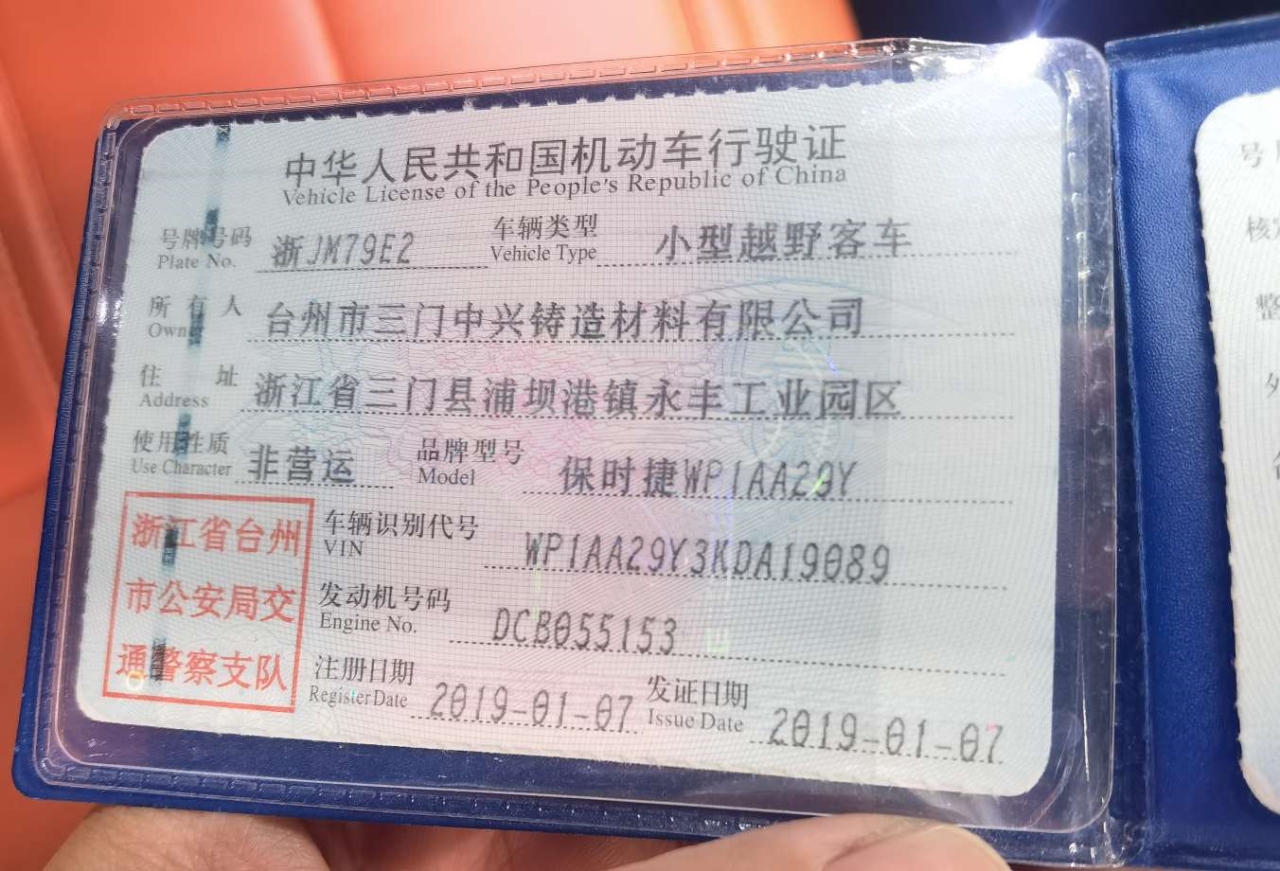 中华人民共和国机动车行驶证
Vehicle License of the People's Republic of China
号牌号码 浙JM79E2 车辆类型 小型越野客车
Plate No. Vehicle Type
所有人 台州市三门中兴铸造材料有限公司
Owner
住址 浙江省三门县浦坝港镇永丰工业园区
Address
使用性质 非营运 品牌型号 保时捷WP1AA29Y
Use Character Model
浙江省台州
市公安局交
通警察支队
车辆识别代号 WP1AA29Y3KDA19089
VIN
发动机号码 DCB055153
Engine No.
注册日期 2019-01-07 发证日期 2019-01-07
Register Date Issue Date
号
核
整
外